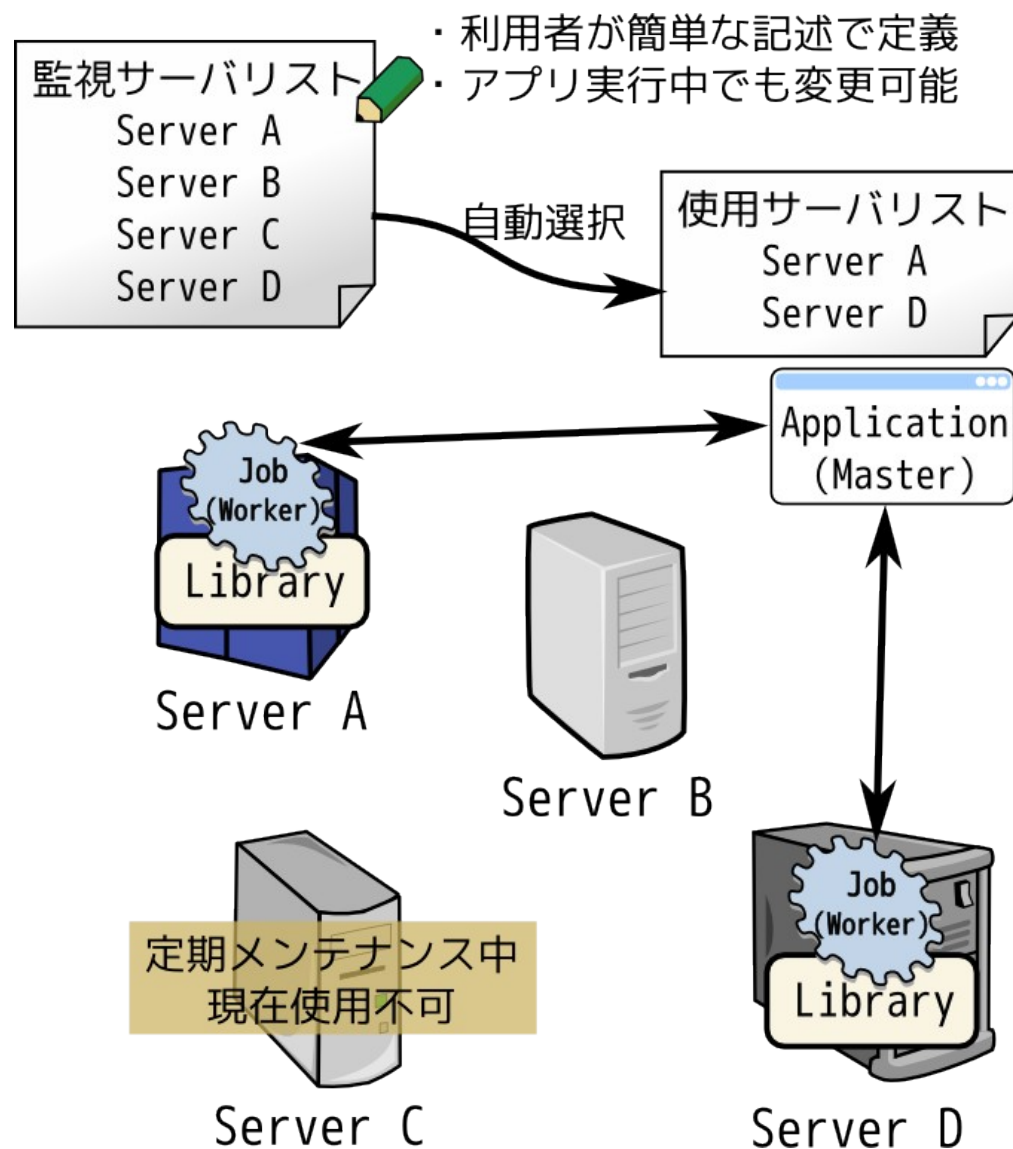 ・利用者が簡単な記述で定義
・アプリ実行中でも変更可能
監視サーバリスト
Server A
Server B
Server C
Server D
自動選択
使用サーバリスト
Server A
Server D
Application
(Master)
Job
(Worker)
Library
Server A
Server B
定期メンテナンス中
現在使用不可
Server C
Job
(Worker)
Library
Server D